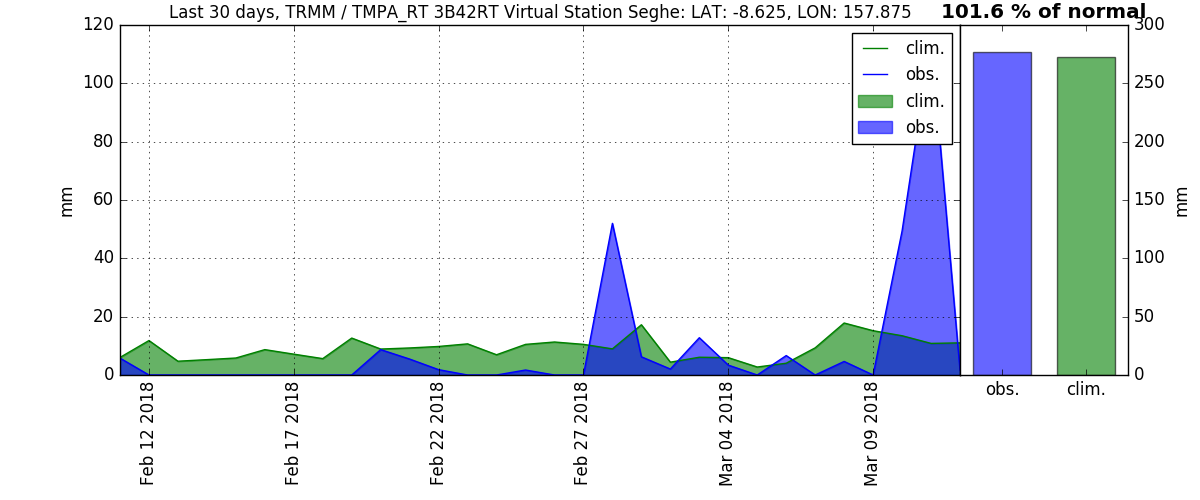 Last 30 days, TRMM / TMPA_RT 3B42RT Virtual Station Seghe: LAT: -8.625, LON: 157.875
101.6 % of normal
120
100
80
60
40
20
0
mm
clim.
obs.
clim.
obs.
300
250
200
150
100
50
0
mm
Feb 12 2018
Feb 17 2018
Feb 22 2018
Feb 27 2018
Mar 04 2018
Mar 09 2018
obs.
clim.